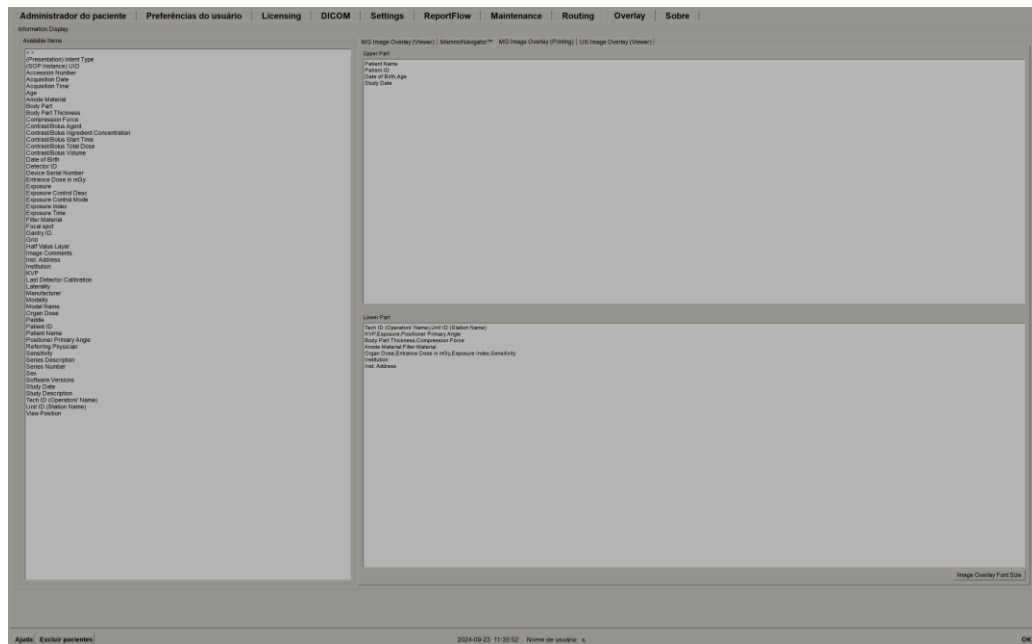 Administrador do paciente Preferências do usuário Licensing DICOM Settings ReportFlow Maintenance Routing Overlay Sobre
Information Display
Available Items
MG Image Overlay (Viewer) MammoNavigator™ MG Image Overlay (Printing) US Image Overlay (Viewer)
Upper Part
< >
(Presentation) Intent Type
(SOP Instance) UID
Accession Number
Acquisition Date
Acquisition Time
Age
Anode Material
Body Part
Body Part Thickness
Compression Force
Contrast/Bolus Agent
Contrast/Bolus Ingredient Concentration
Contrast/Bolus Start Time
Contrast/Bolus Total Dose
Contrast/Bolus Volume
Date of Birth
Detector ID
Device Serial Number
Entrance Dose in mGy
Exposure
Exposure Control Desc
Exposure Control Mode
Exposure Index
Exposure Time
Filter Material
Focal spot
Gantry ID
Grid
Half Value Layer
Image Comments
Inst. Address
Institution
KVP
Last Detector Calibration
Laterality
Manufacturer
Modality
Model Name
Organ Dose
Paddle
Patient ID
Patient Name
Positioner Primary Angle
Referring Physician
Sensitivity
Series Description
Series Number
Sex
Software Versions
Study Date
Study Description
Tech ID (Operators' Name)
Unit ID (Station Name)
View Position
Patient Name
Patient ID
Date of Birth,Age
Study Date
Lower Part
Tech ID (Operators' Name),Unit ID (Station Name)
KVP,Exposure,Positioner Primary Angle
Body Part Thickness,Compression Force
Anode Material,Filter Material
Organ Dose,Entrance Dose in mGy,Exposure Index,Sensitivity
Institution
Inst. Address
Image Overlay Font Size
Ajuda Excluir pacientes 2024-09-23 11:35:52 Nome de usuário: s OK